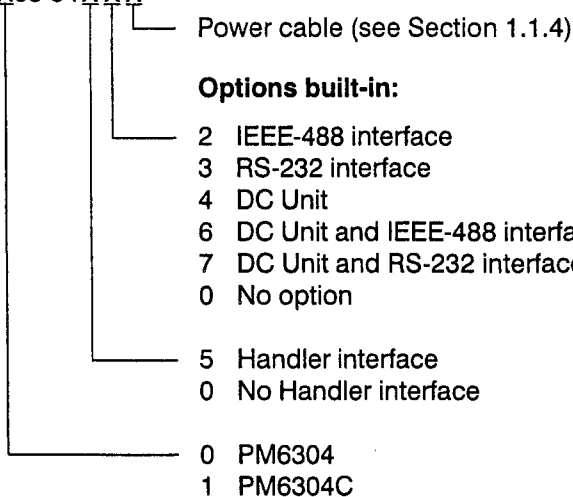 Power cable (see Section 1.1.4)
Options built-in:
2 IEEE-488 interface
3 RS-232 interface
4 DC Unit
6 DC Unit and IEEE-488
7 DC Unit and RS-232 interface
0 No option
5 Handler interface
0 No Handler interface
0 PM6304
1 PM6304C